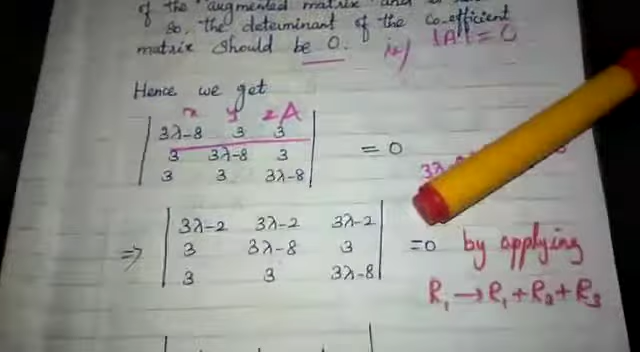 of the augmented matrix and
so, the determinant of the co-efficient
matrix should be 0. ie) |A| = 0
Hence we get
x y z A
| 3λ-8 3 3 |
| 3 3λ-8 3 | = 0
| 3 3 3λ-8 |
| 3λ-2 3λ-2 3λ-2 |
⇒ | 3 3λ-8 3 | =0 by applying
| 3 3 3λ-8 | R₁→R₁+R₂+R₃